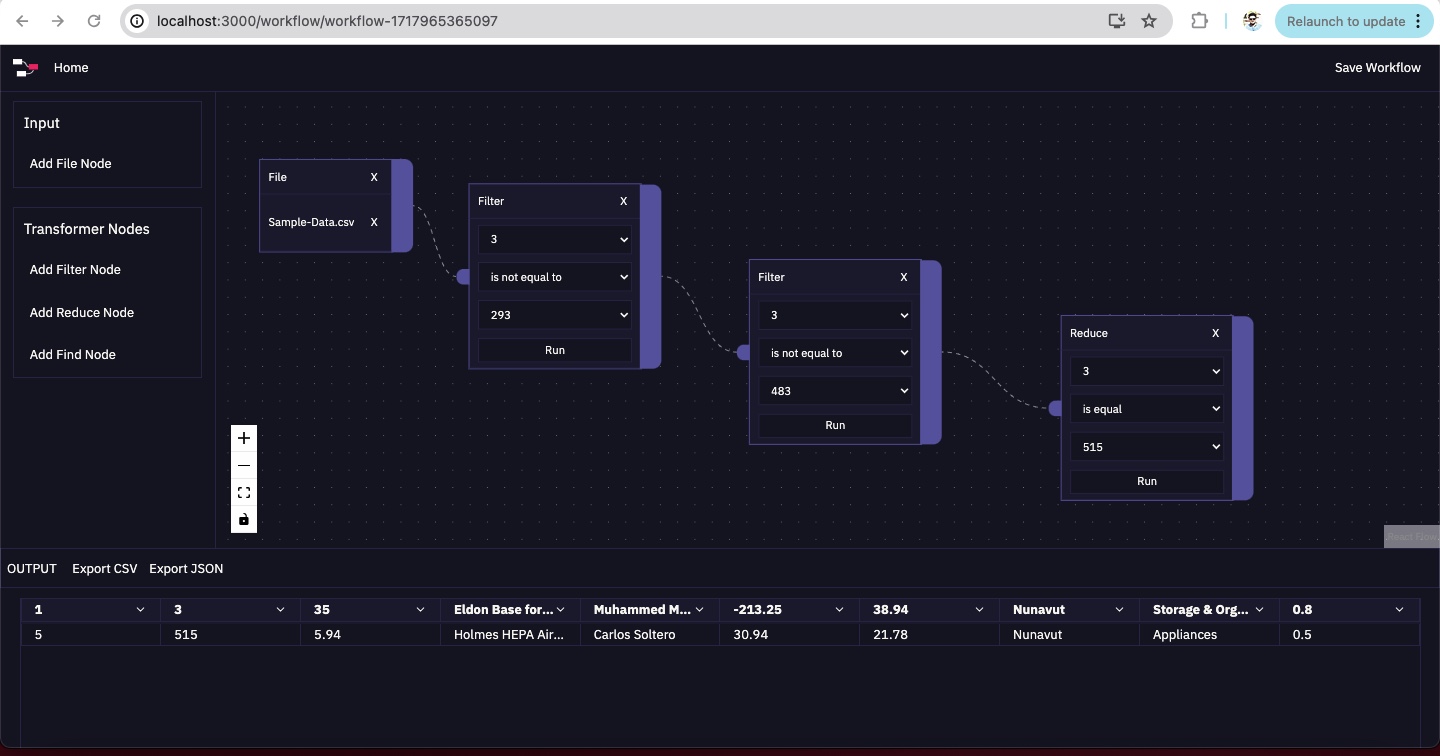 localhost:3000/workflow/workflow-1717965365097
Relaunch to update
Home
Save Workflow
Input
Add File Node
Transformer Nodes
Add Filter Node
Add Reduce Node
Add Find Node
File X
Sample-Data.csv X
Filter X
3
is not equal to
293
Run
Filter X
3
is not equal to
483
Run
Reduce X
3
is equal
515
Run
React Flow
OUTPUT Export CSV Export JSON
1 3 35 Eldon Base for... Muhammed M... -213.25 38.94 Nunavut Storage & Org... 0.8
5 515 5.94 Holmes HEPA Air... Carlos Soltero 30.94 21.78 Nunavut Appliances 0.5